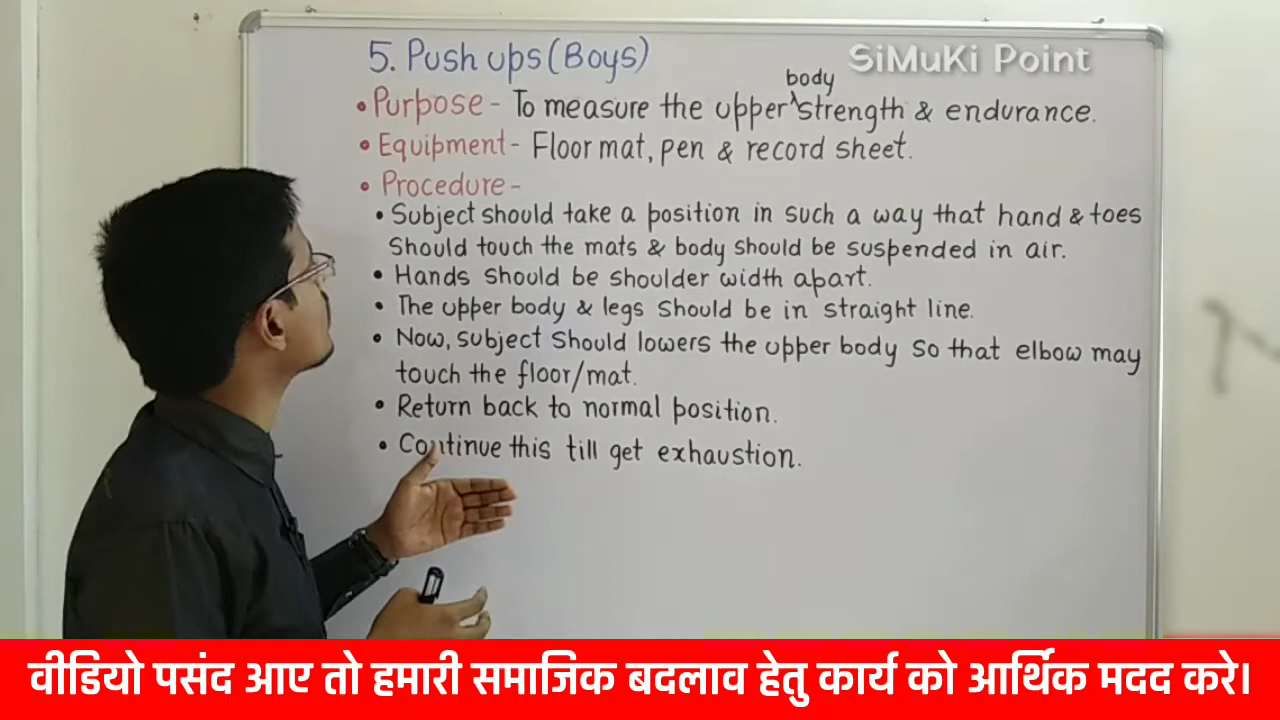 5. Push ups (Boys)
SiMuKi Point
body
• Purpose - To measure the upper strength & endurance.
• Equipment - Floor mat, pen & record sheet.
• Procedure -
• Subject should take a position in such a way that hand & toes
should touch the mats & body should be suspended in air.
• Hands should be shoulder width apart.
• The upper body & legs should be in straight line.
• Now, subject should lowers the upper body so that elbow may
touch the floor/mat.
• Return back to normal position.
• Continue this till get exhaustion.
वीडियो पसंद आए तो हमारी समाजिक बदलाव हेतु कार्य को आर्थिक मदद करे।